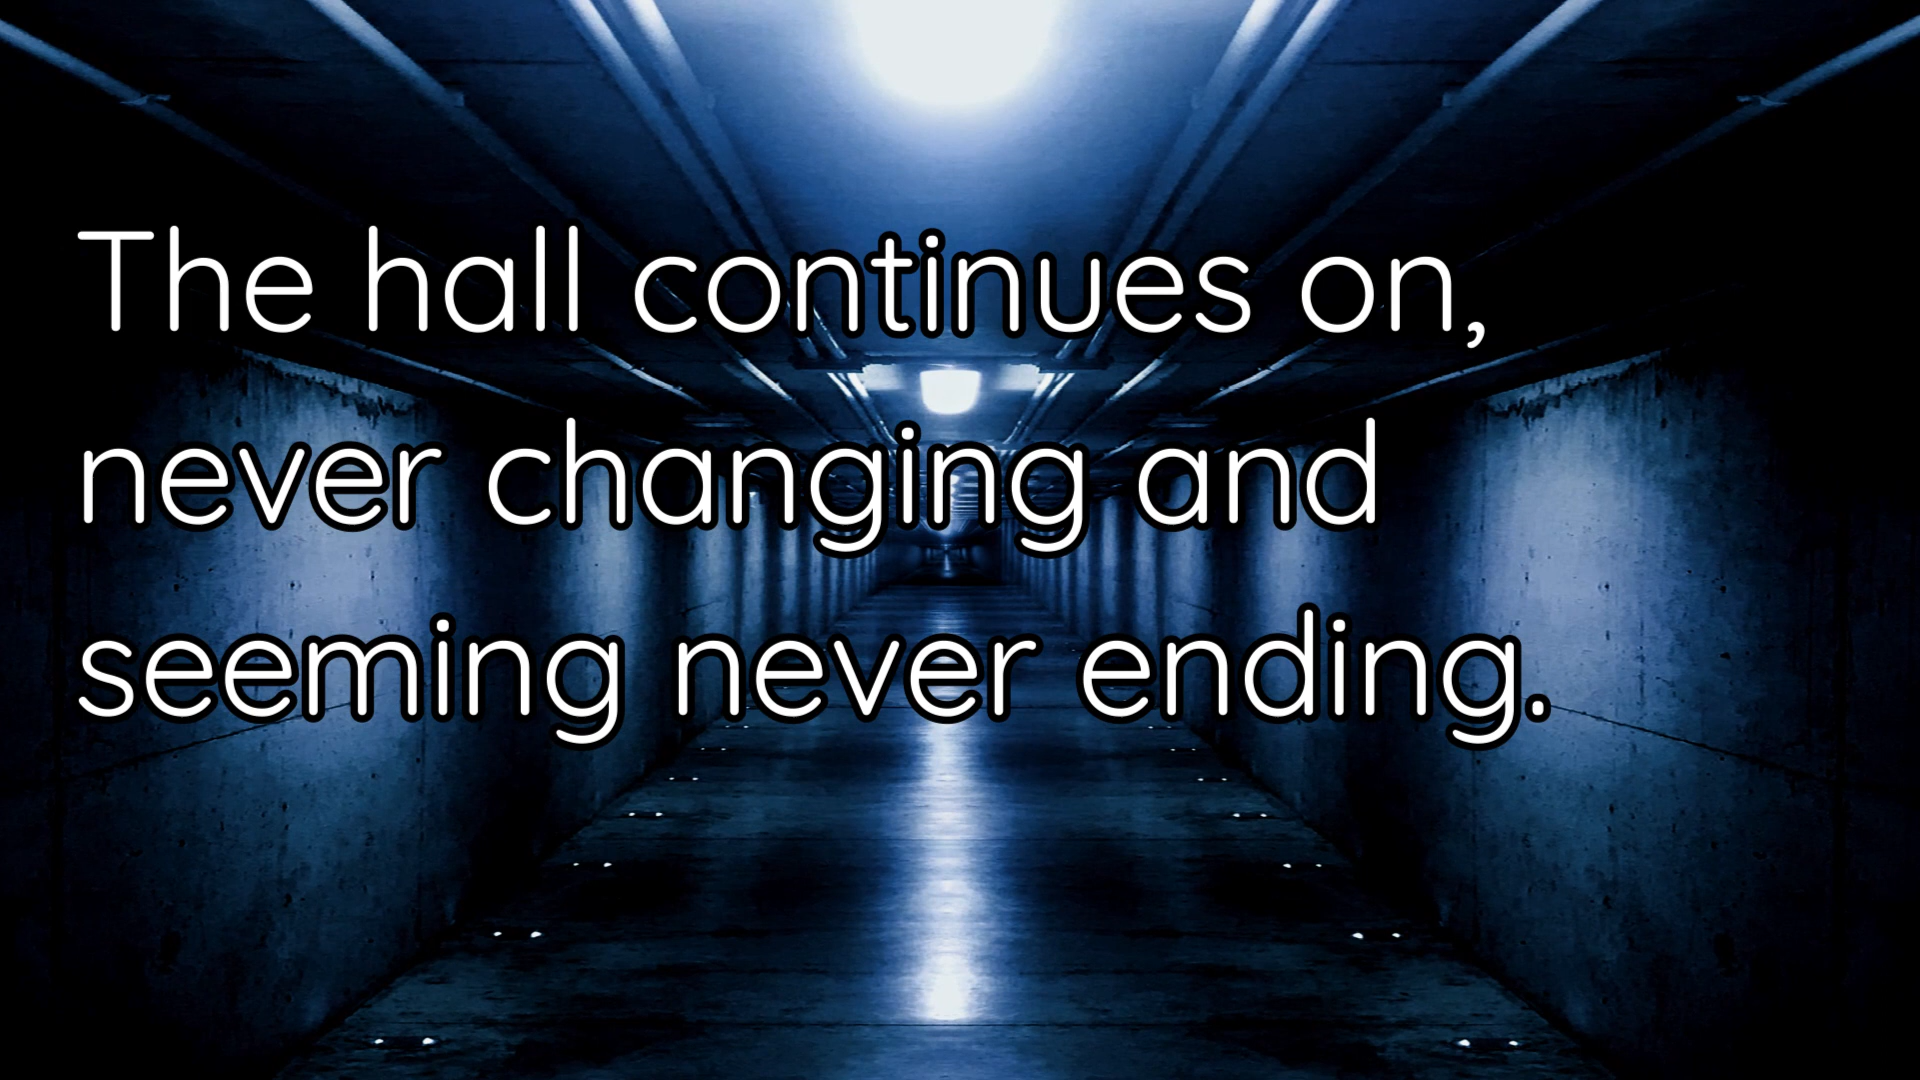 The hall continues on,
never changing and
seeming never ending.